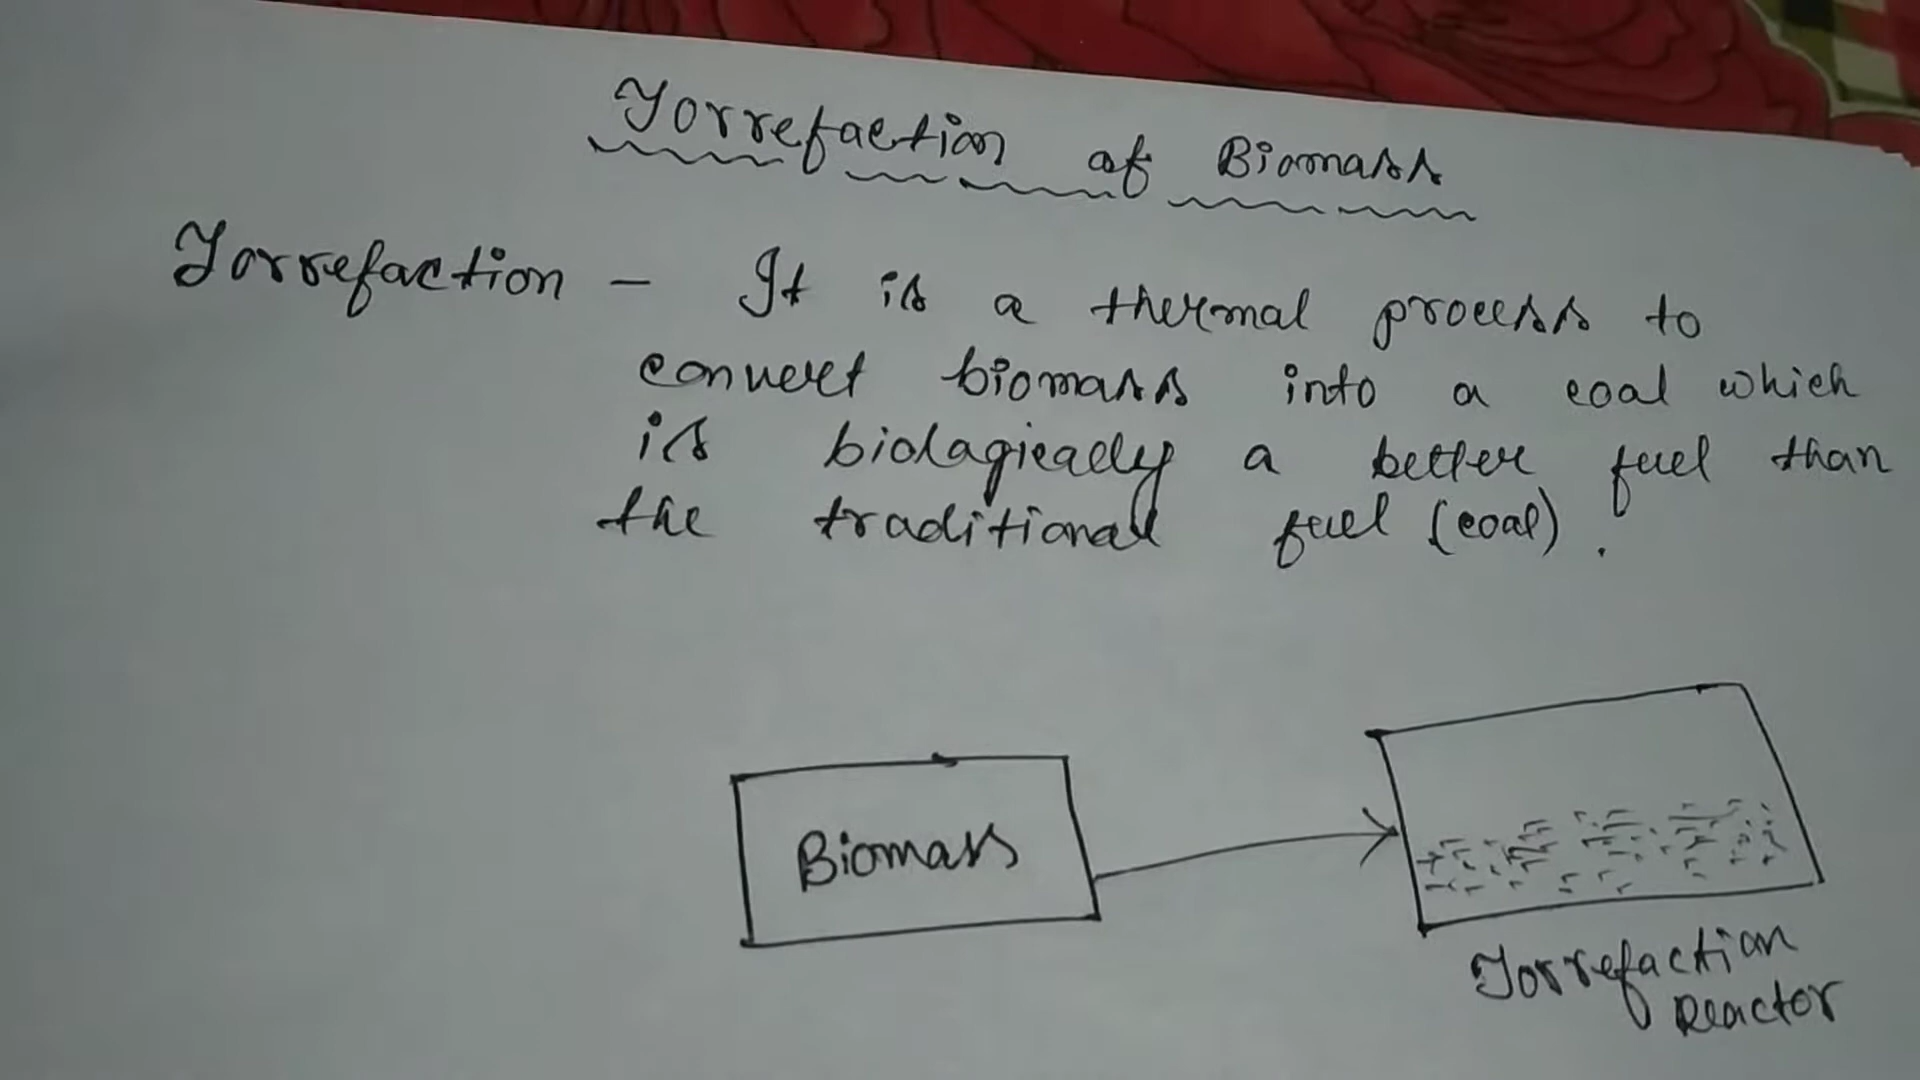 Torrefaction of Biomass
Torrefaction - It is a thermal process to
convert biomass into a coal which
is biologically a better fuel than
the traditional fuel (coal).
Biomass
Torrefaction
Reactor